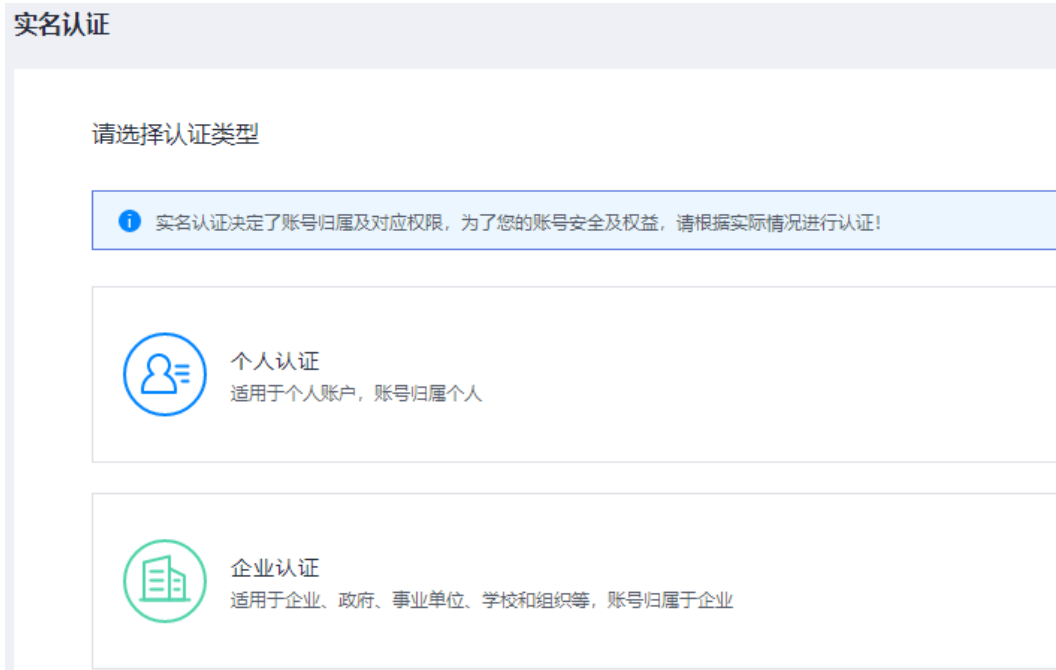 实名认证
请选择认证类型
实名认证决定了账号归属及对应权限，为了您的账号安全及权益，请根据实际情况进行认证！
个人认证
适用于个人账户，账号归属个人
企业认证
适用于企业、政府、事业单位、学校和组织等，账号归属于企业